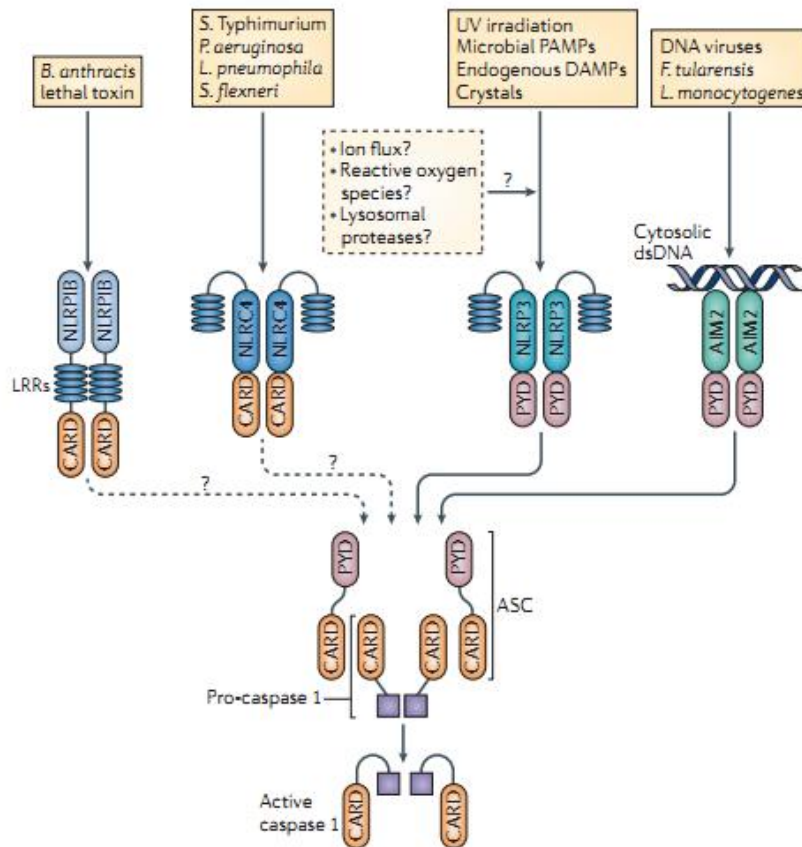 B. anthracis
lethal toxin
S. Typhimurium
P. aeruginosa
L. pneumophila
S. flexneri
UV irradiation
Microbial PAMPs
Endogenous DAMPs
Crystals
DNA viruses
F. tularensis
L. monocytogenes
• Ion flux?
• Reactive oxygen
species?
• Lysosomal
proteases?
?
Cytosolic
dsDNA
NLRPIB
NLRPIB
NLRC4
NLRC4
NLRP3
NLRP3
AIM2
AIM2
LRRs
CARD
CARD
CARD
CARD
PYD
PYD
PYD
PYD
?
?
PYD
PYD
ASC
CARD
CARD
CARD
CARD
Pro-caspase 1
Active
caspase 1
CARD
CARD